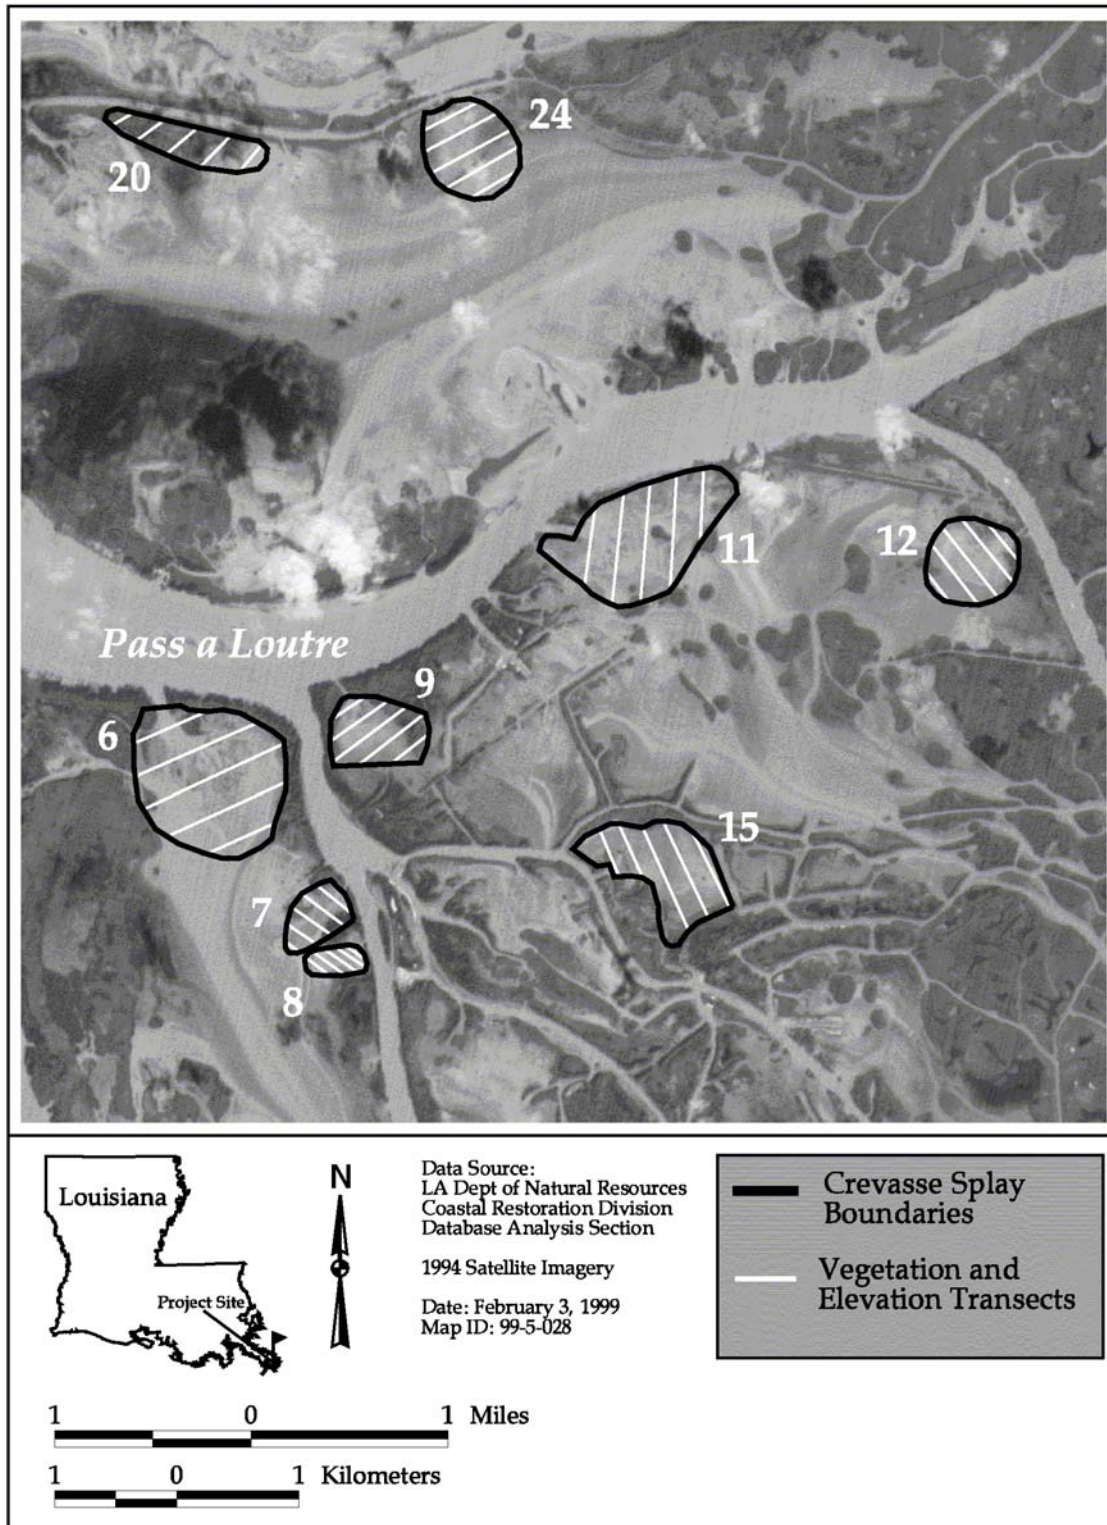 24
20
11
12
Pass a Loutre
9
6
15
7
8
Louisiana
Project Site
N
Data Source:
LA Dept of Natural Resources
Coastal Restoration Division
Database Analysis Section
1994 Satellite Imagery
Date: February 3, 1999
Map ID: 99-5-028
Crevasse Splay
Boundaries
Vegetation and
Elevation Transects
1 0 1 Miles
1 0 1 Kilometers